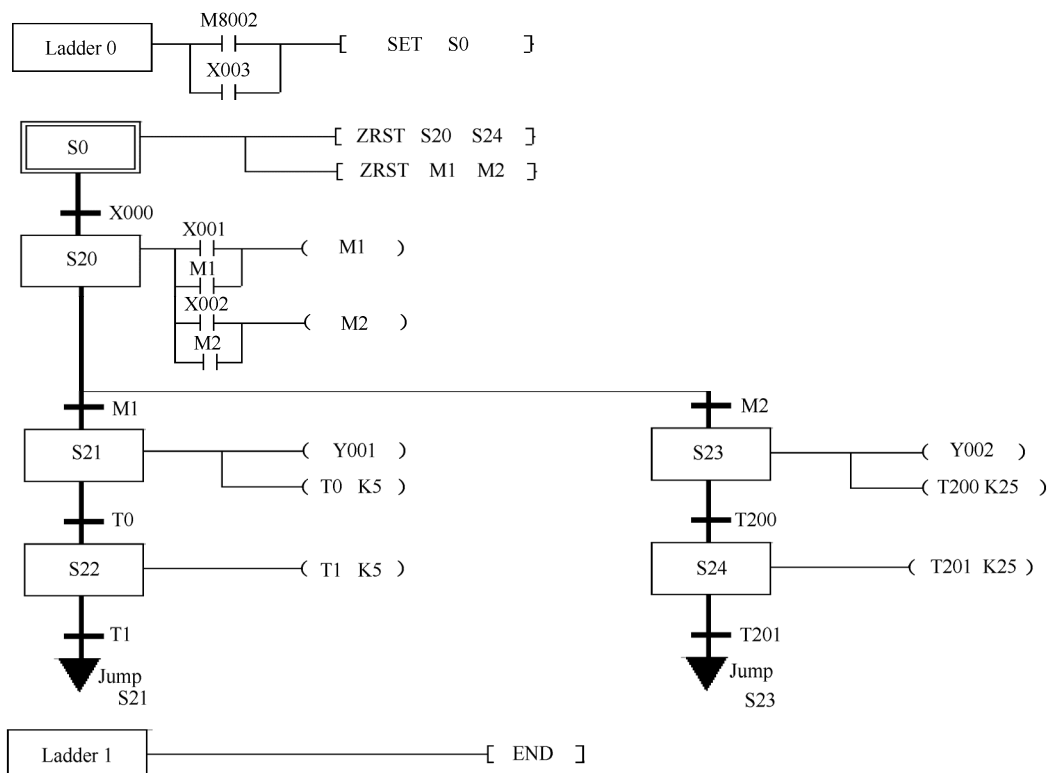 M8002
Ladder 0
[ SET S0 ]
X003
S0
[ ZRST S20 S24 ]
[ ZRST M1 M2 ]
X000
X001
S20
( M1 )
M1
X002
( M2 )
M2
M1
M2
S21
( Y001 )
S23
( Y002 )
( T0 K5 )
( T200 K25 )
T0
T200
S22
( T1 K5 )
S24
( T201 K25 )
T1
T201
Jump
S21
Jump
S23
Ladder 1
[ END ]